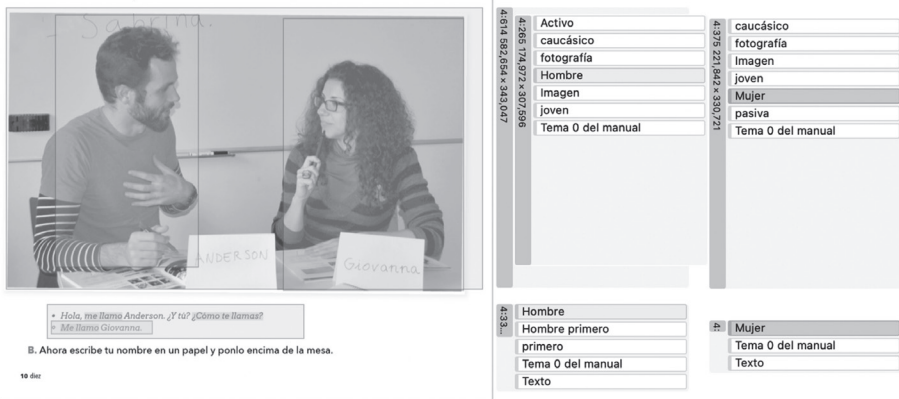 Sabrina.
ANDERSON
Giovanna
• Hola, me llamo Anderson. ¿Y tú? ¿Cómo te llamas?
◦ Me llamo Giovanna.
B. Ahora escribe tu nombre en un papel y ponlo encima de la mesa.
10 diez
4:614 582,654 × 343,047
4:265 174,972 × 307,596
Activo
caucásico
fotografía
Hombre
Imagen
joven
Tema 0 del manual
4:375 221,842 × 330,721
caucásico
fotografía
Imagen
joven
Mujer
pasiva
Tema 0 del manual
4:33...
Hombre
Hombre primero
primero
Tema 0 del manual
Texto
4:
Mujer
Tema 0 del manual
Texto